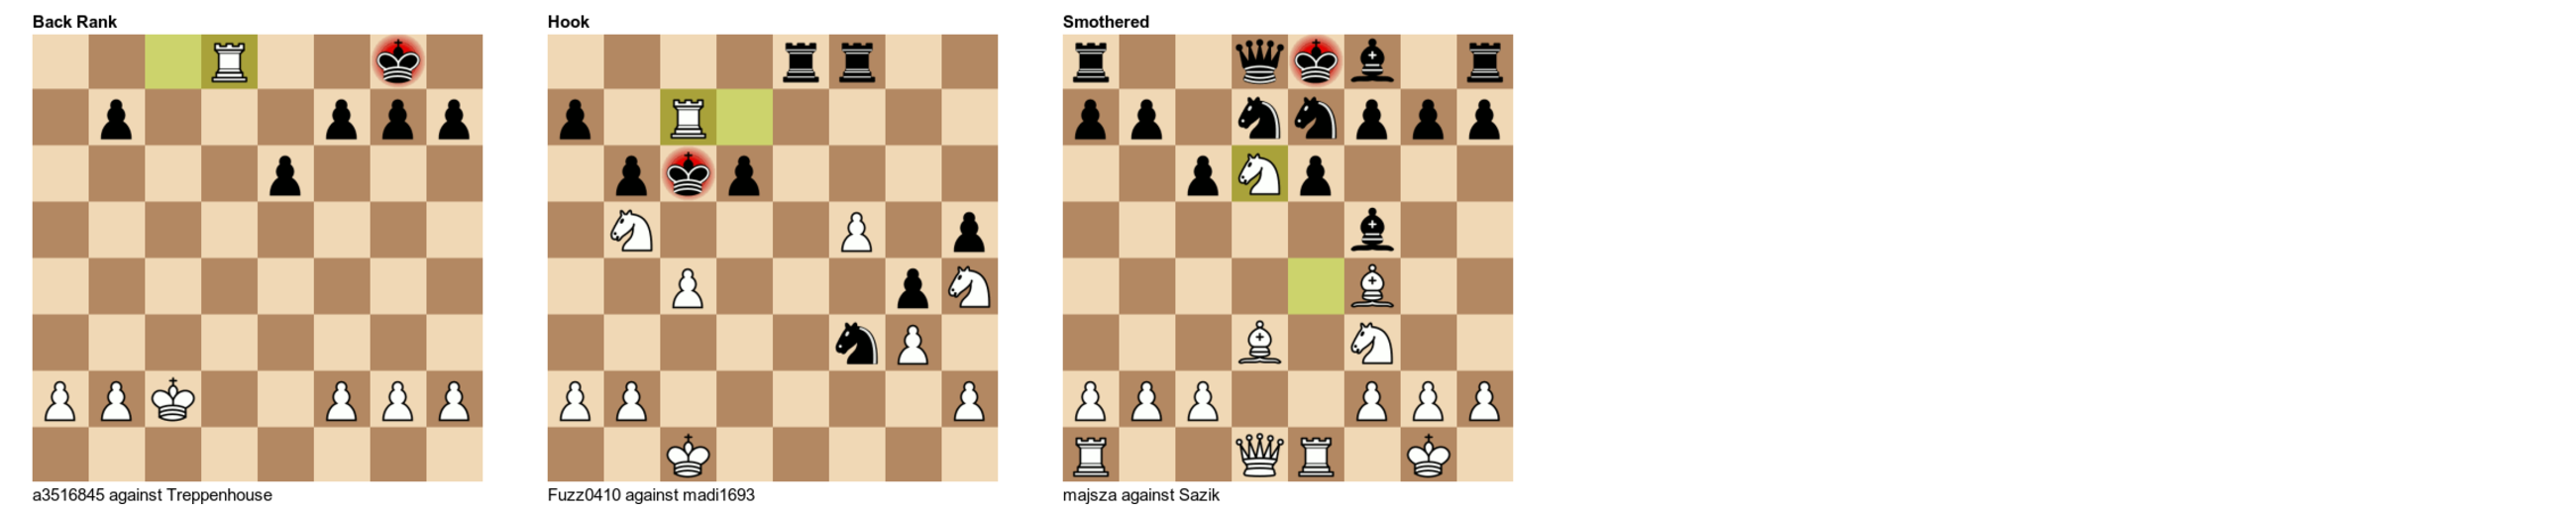 Back Rank
Hook
Smothered
a3516845 against Treppenhouse
Fuzz0410 against madi1693
majsza against Sazik